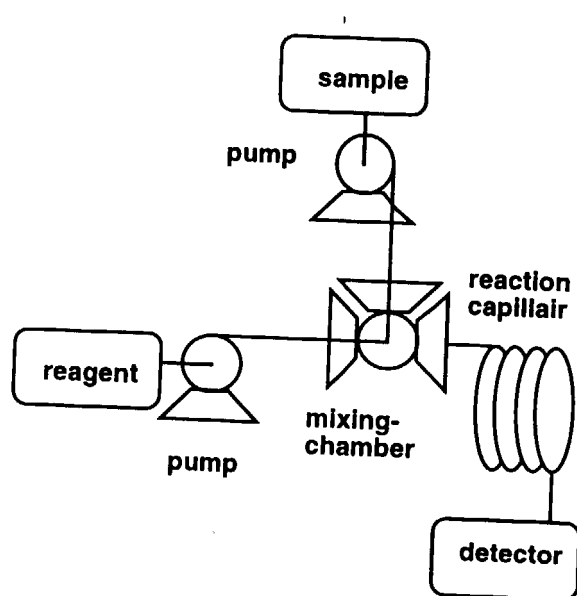 sample
pump
reaction
capillair
reagent
mixing-
chamber
pump
detector